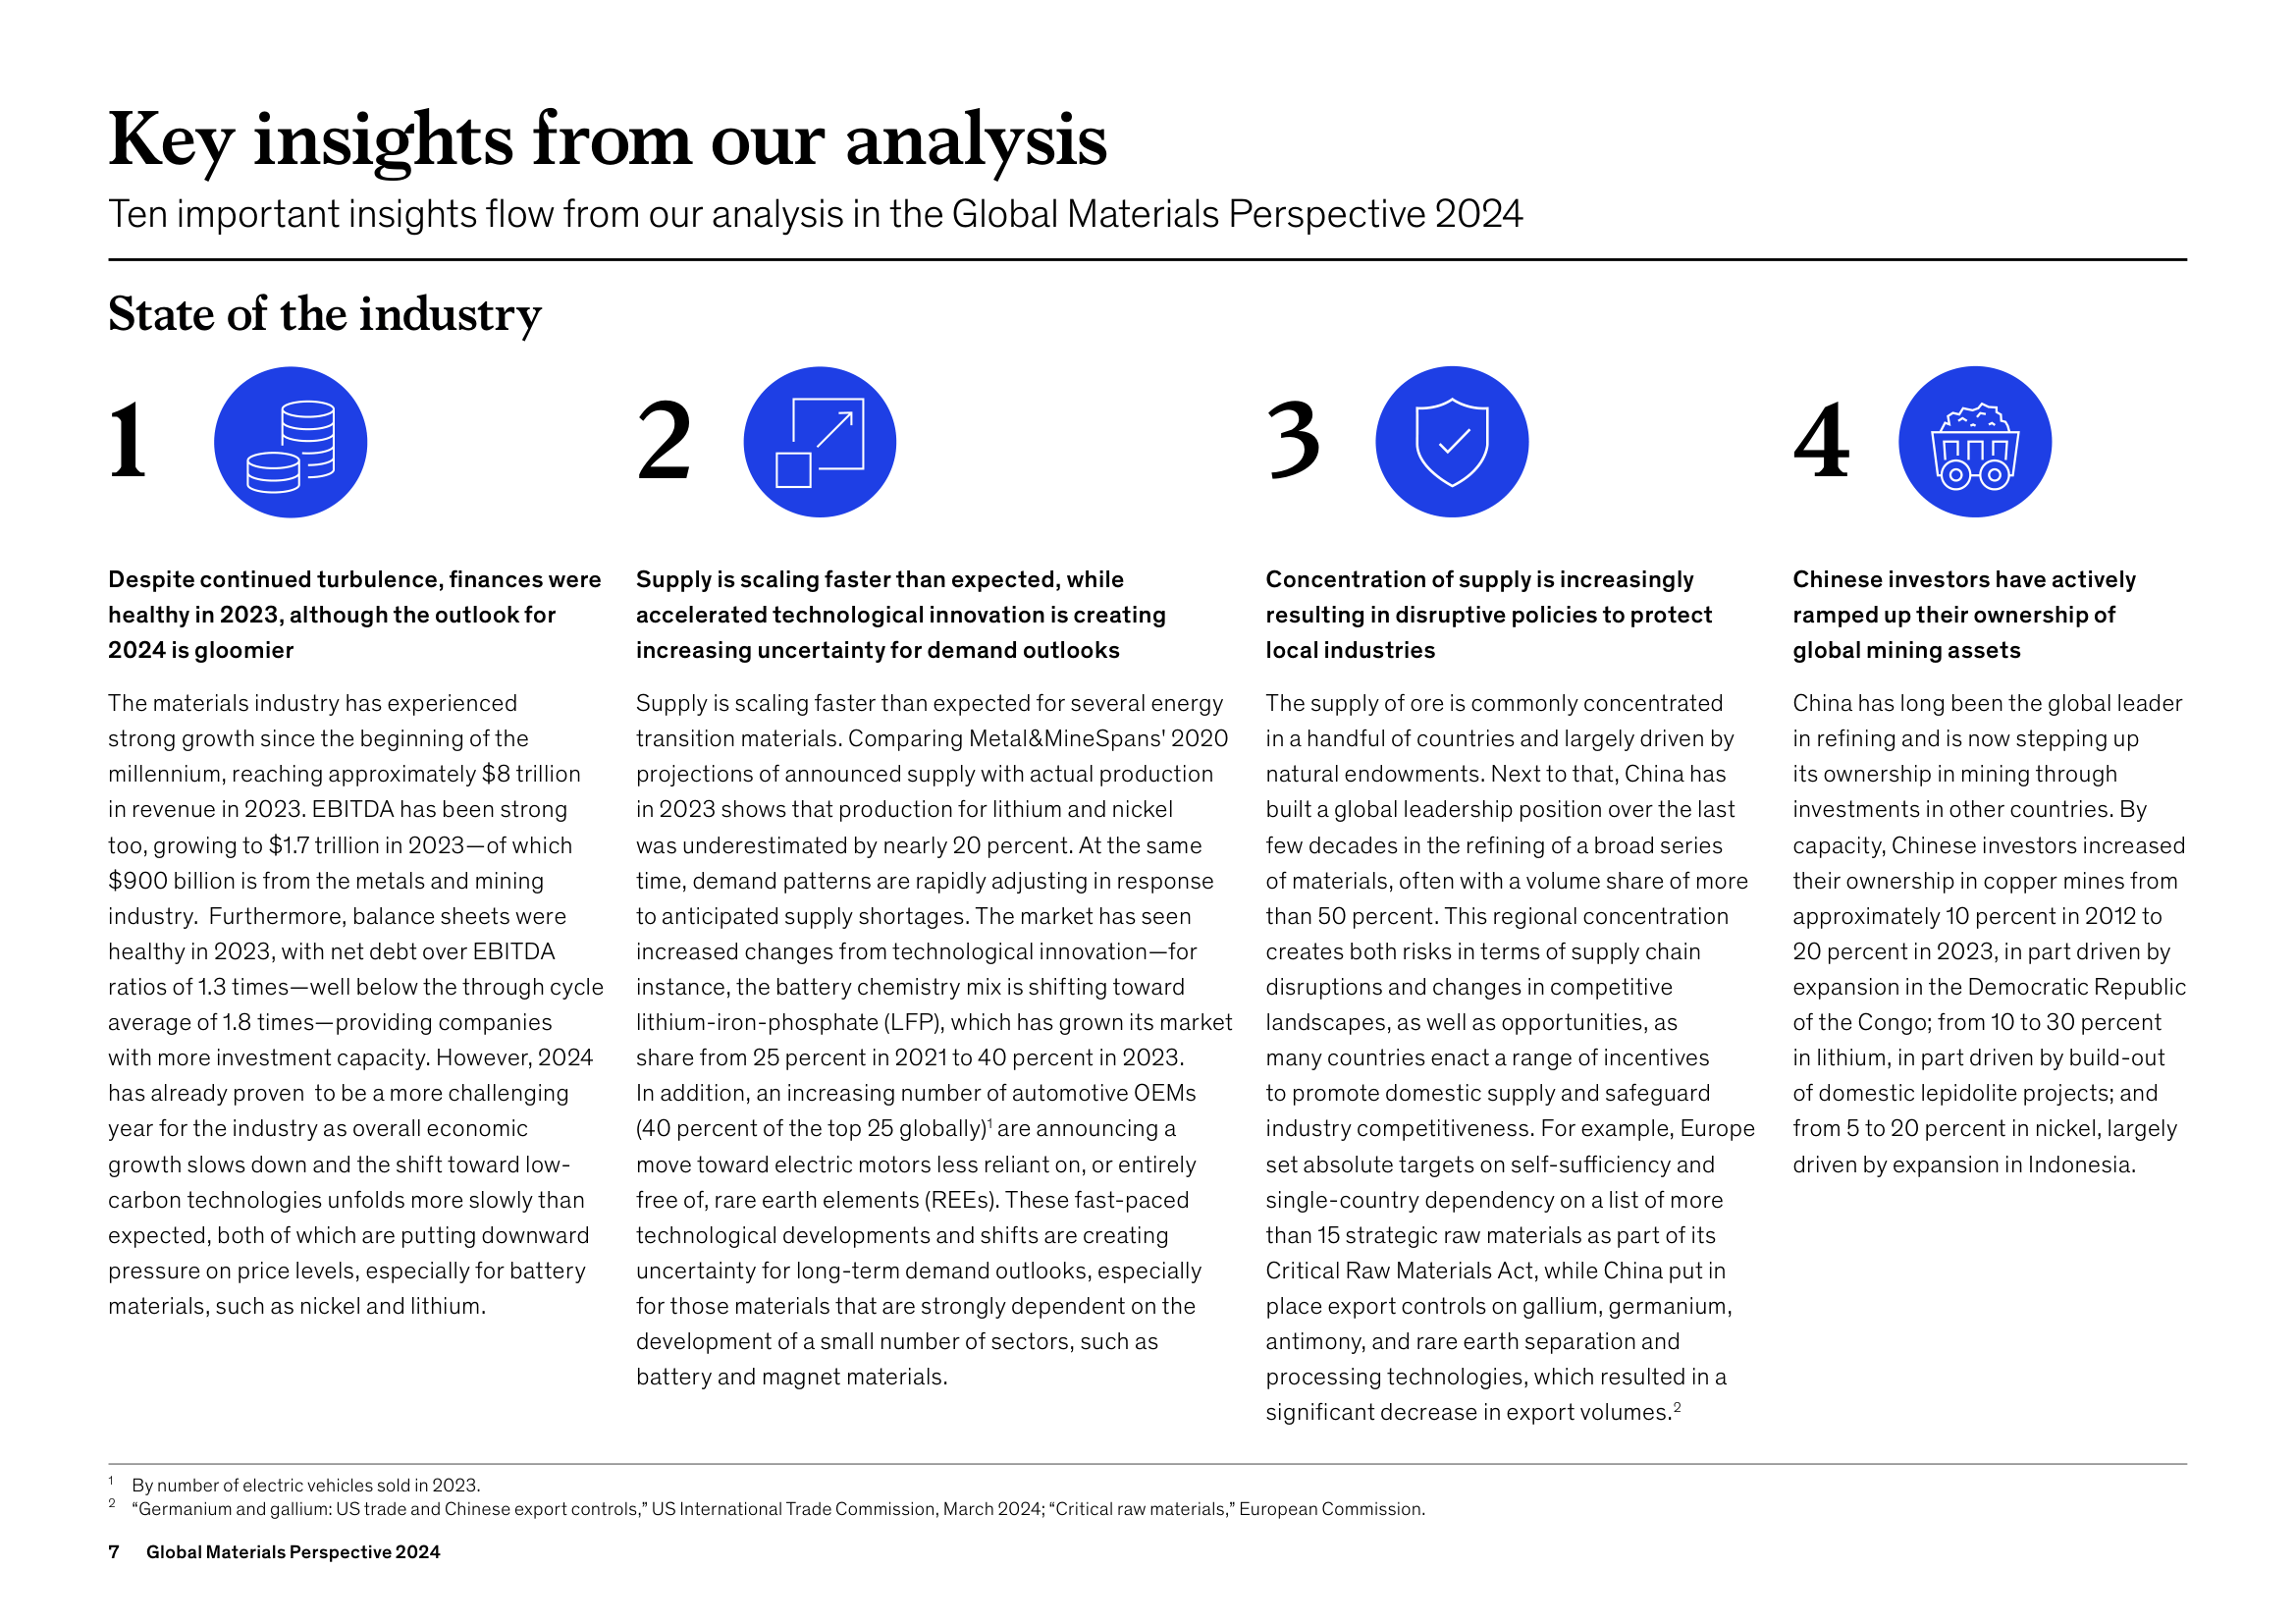 Key insights from our analysis
Ten important insights flow from our analysis in the Global Materials Perspective 2024
State of the industry
1
Despite continued turbulence, finances were
healthy in 2023, although the outlook for
2024 is gloomier
The materials industry has experienced
strong growth since the beginning of the
millennium, reaching approximately $8 trillion
in revenue in 2023. EBITDA has been strong
too, growing to $1.7 trillion in 2023—of which
$900 billion is from the metals and mining
industry.  Furthermore, balance sheets were
healthy in 2023, with net debt over EBITDA
ratios of 1.3 times—well below the through cycle
average of 1.8 times—providing companies
with more investment capacity. However, 2024
has already proven  to be a more challenging
year for the industry as overall economic
growth slows down and the shift toward low-
carbon technologies unfolds more slowly than
expected, both of which are putting downward
pressure on price levels, especially for battery
materials, such as nickel and lithium.
2
Supply is scaling faster than expected, while
accelerated technological innovation is creating
increasing uncertainty for demand outlooks
Supply is scaling faster than expected for several energy
transition materials. Comparing Metal&MineSpans' 2020
projections of announced supply with actual production
in 2023 shows that production for lithium and nickel
was underestimated by nearly 20 percent. At the same
time, demand patterns are rapidly adjusting in response
to anticipated supply shortages. The market has seen
increased changes from technological innovation—for
instance, the battery chemistry mix is shifting toward
lithium-iron-phosphate (LFP), which has grown its market
share from 25 percent in 2021 to 40 percent in 2023.
In addition, an increasing number of automotive OEMs
(40 percent of the top 25 globally)¹ are announcing a
move toward electric motors less reliant on, or entirely
free of, rare earth elements (REEs). These fast-paced
technological developments and shifts are creating
uncertainty for long-term demand outlooks, especially
for those materials that are strongly dependent on the
development of a small number of sectors, such as
battery and magnet materials.
3
Concentration of supply is increasingly
resulting in disruptive policies to protect
local industries
The supply of ore is commonly concentrated
in a handful of countries and largely driven by
natural endowments. Next to that, China has
built a global leadership position over the last
few decades in the refining of a broad series
of materials, often with a volume share of more
than 50 percent. This regional concentration
creates both risks in terms of supply chain
disruptions and changes in competitive
landscapes, as well as opportunities, as
many countries enact a range of incentives
to promote domestic supply and safeguard
industry competitiveness. For example, Europe
set absolute targets on self-sufficiency and
single-country dependency on a list of more
than 15 strategic raw materials as part of its
Critical Raw Materials Act, while China put in
place export controls on gallium, germanium,
antimony, and rare earth separation and
processing technologies, which resulted in a
significant decrease in export volumes.²
4
Chinese investors have actively
ramped up their ownership of
global mining assets
China has long been the global leader
in refining and is now stepping up
its ownership in mining through
investments in other countries. By
capacity, Chinese investors increased
their ownership in copper mines from
approximately 10 percent in 2012 to
20 percent in 2023, in part driven by
expansion in the Democratic Republic
of the Congo; from 10 to 30 percent
in lithium, in part driven by build-out
of domestic lepidolite projects; and
from 5 to 20 percent in nickel, largely
driven by expansion in Indonesia.
¹ By number of electric vehicles sold in 2023.
² “Germanium and gallium: US trade and Chinese export controls,” US International Trade Commission, March 2024; “Critical raw materials,” European Commission.
7 Global Materials Perspective 2024